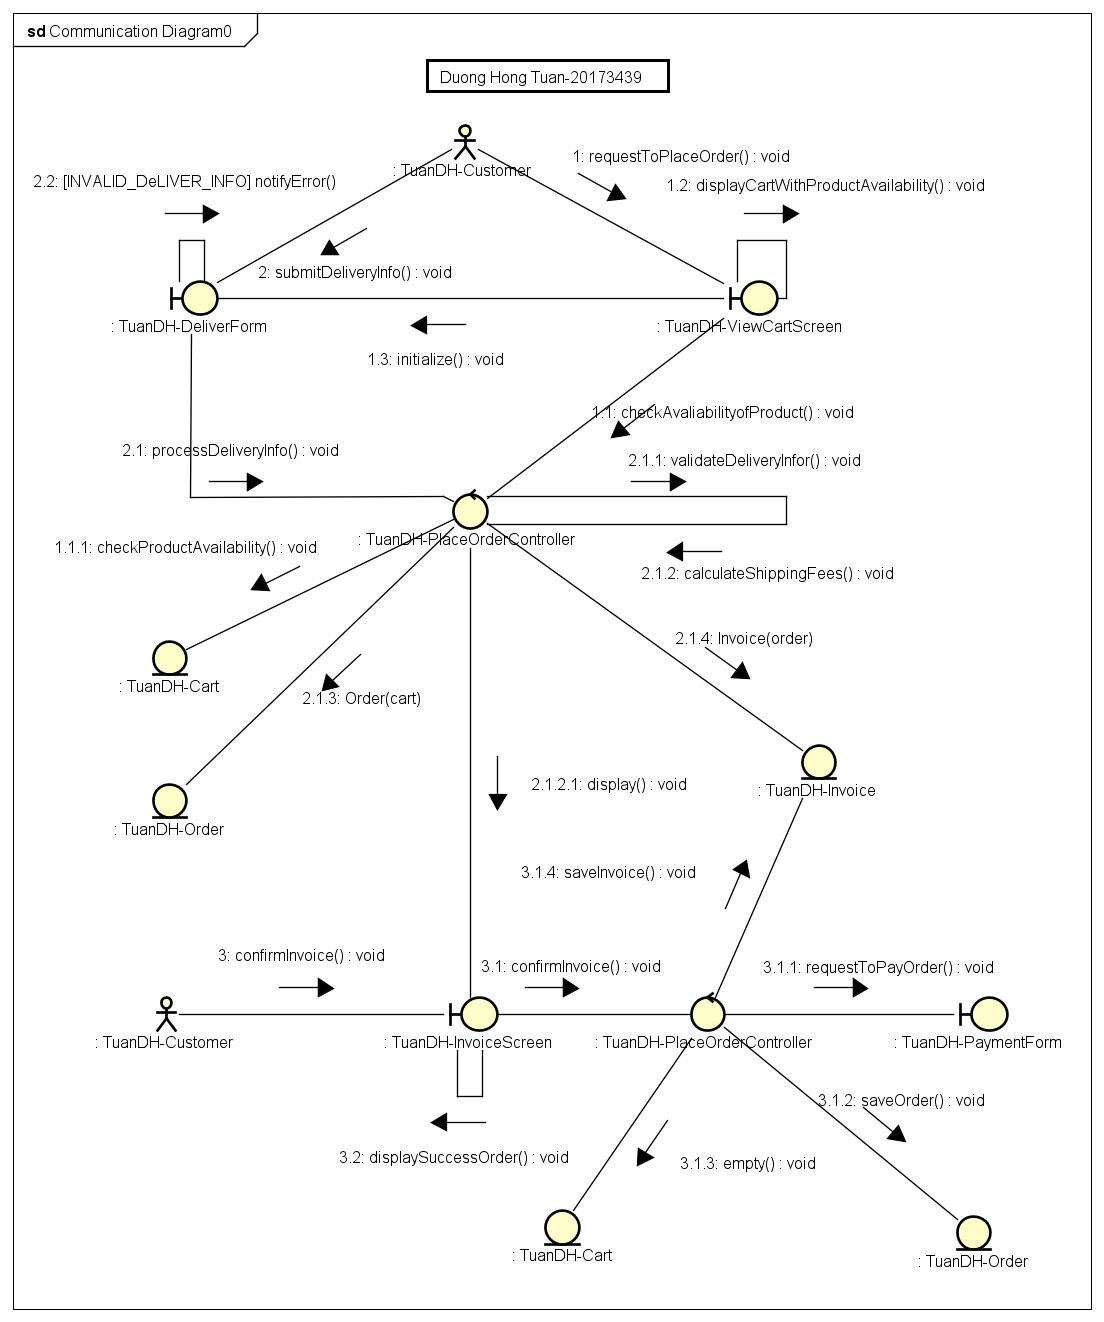 sd Communication Diagram0
Duong Hong Tuan-20173439
: TuanDH-Customer
1: requestToPlaceOrder() : void
2.2: [INVALID_DeLIVER_INFO] notifyError()
1.2: displayCartWithProductAvailability() : void
2: submitDeliveryInfo() : void
: TuanDH-DeliverForm
: TuanDH-ViewCartScreen
1.3: initialize() : void
1.1: checkAvaliabilityofProduct() : void
2.1: processDeliveryInfo() : void
2.1.1: validateDeliveryInfor() : void
: TuanDH-PlaceOrderController
1.1.1: checkProductAvailability() : void
2.1.2: calculateShippingFees() : void
2.1.4: Invoice(order)
: TuanDH-Cart
2.1.3: Order(cart)
2.1.2.1: display() : void
: TuanDH-Invoice
: TuanDH-Order
3.1.4: saveInvoice() : void
3: confirmInvoice() : void
3.1: confirmInvoice() : void
3.1.1: requestToPayOrder() : void
: TuanDH-Customer
: TuanDH-InvoiceScreen
: TuanDH-PlaceOrderController
: TuanDH-PaymentForm
3.1.2: saveOrder() : void
3.2: displaySuccessOrder() : void
3.1.3: empty() : void
: TuanDH-Cart
: TuanDH-Order